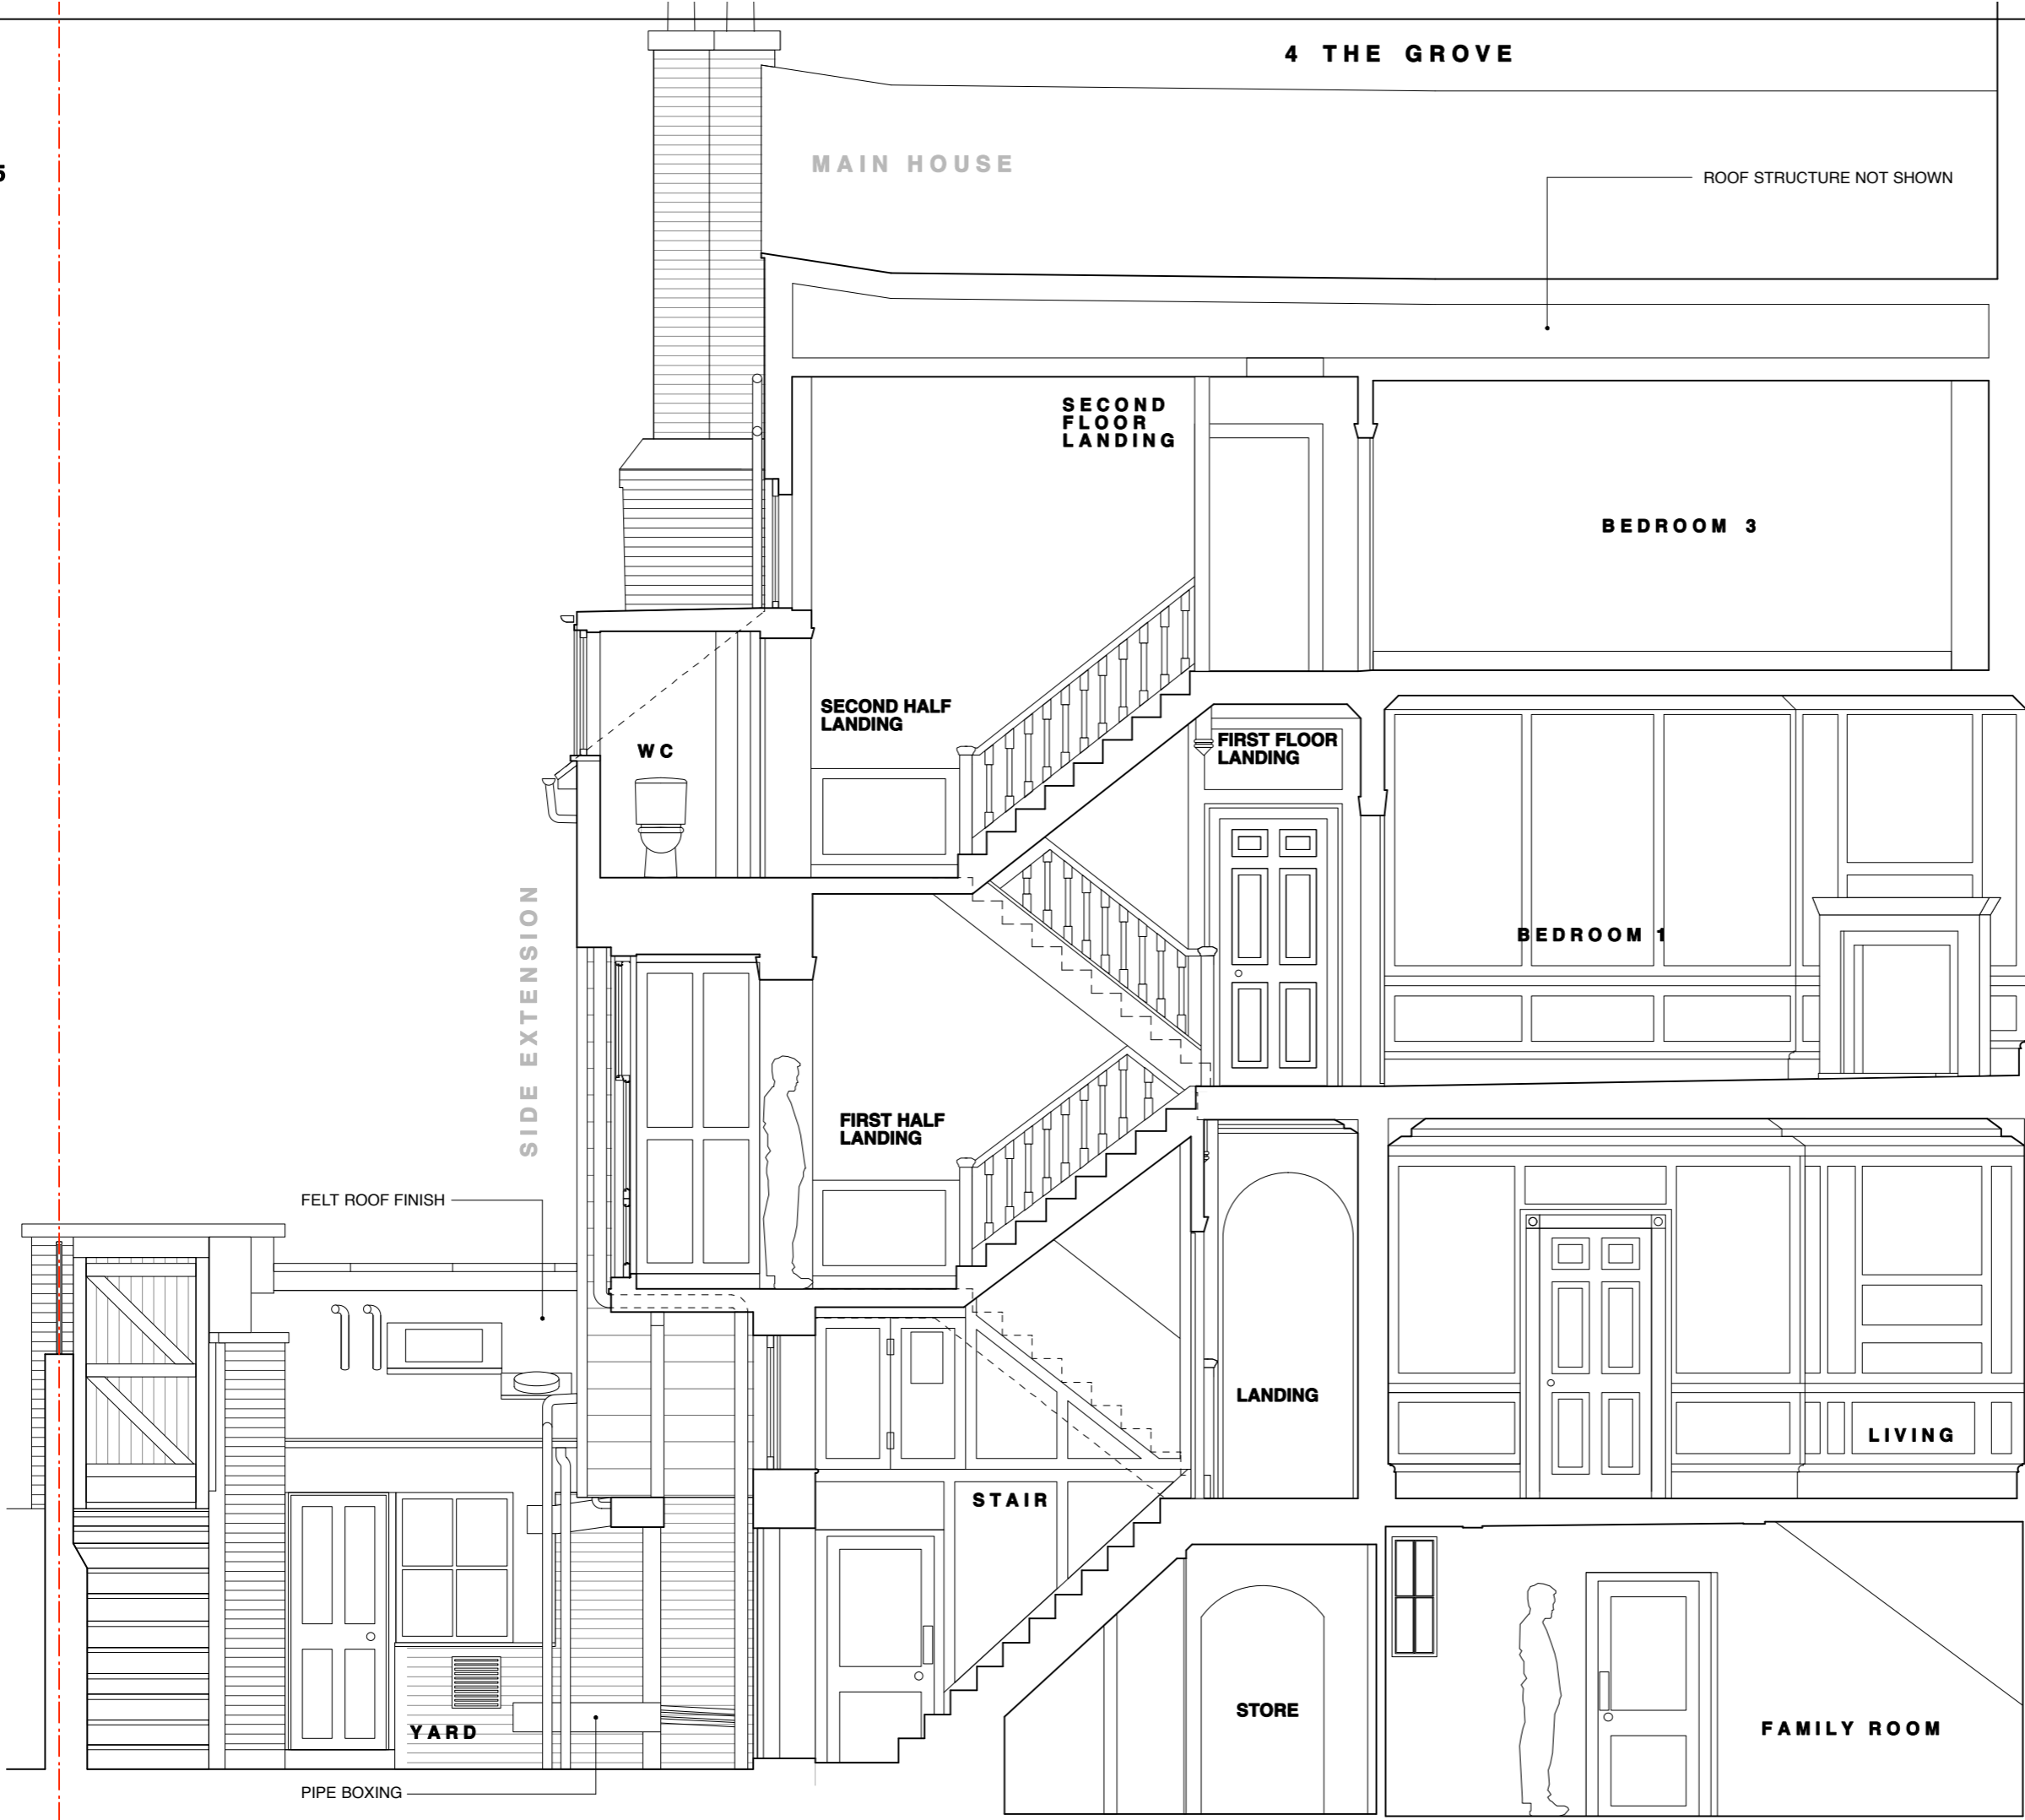 4 THE GROVE
5
MAIN HOUSE
ROOF STRUCTURE NOT SHOWN
SECOND
FLOOR
LANDING
BEDROOM 3
SECOND HALF
LANDING
WC
FIRST FLOOR
LANDING
SIDE EXTENSION
BEDROOM 1
FIRST HALF
LANDING
FELT ROOF FINISH
LANDING
LIVING
STAIR
STORE
FAMILY ROOM
YARD
PIPE BOXING